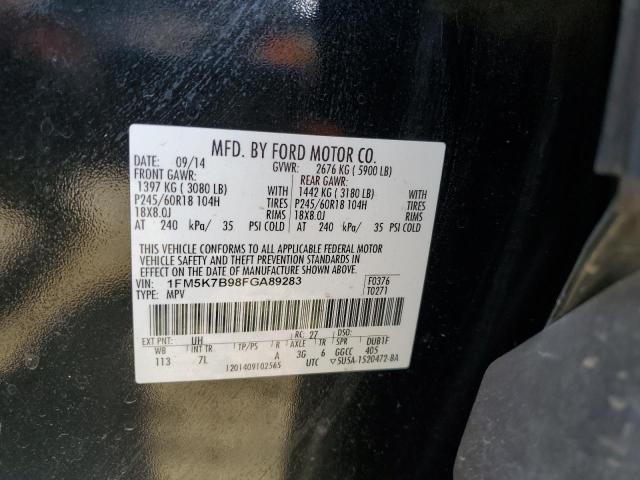 MFD. BY FORD MOTOR CO.
DATE: 09/14 GVWR: 2676 KG ( 5900 LB)
FRONT GAWR: REAR GAWR:
1397 KG ( 3080 LB) 1442 KG ( 3180 LB)
P245/60R18 104H TIRES P245/60R18 104H TIRES
18X8.0J RIMS 18X8.0J RIMS
AT 240 kPa/ 35 PSI COLD AT 240 kPa/ 35 PSI COLD
THIS VEHICLE CONFORMS TO ALL APPLICABLE FEDERAL MOTOR
VEHICLE SAFETY AND THEFT PREVENTION STANDARDS IN
EFFECT ON THE DATE OF MANUFACTURE SHOWN ABOVE.
VIN: 1FM5K7B98FGA89283 F0376
TYPE: MPV T0271
EXT PNT: UH RC: 27 DSO:
WB INT TR TP/PS R AXLE TR SPR DUB1F
113 7L A 3G 6 GGCC 405
1201409102565 UTC ▽5U5A-1520472-BA